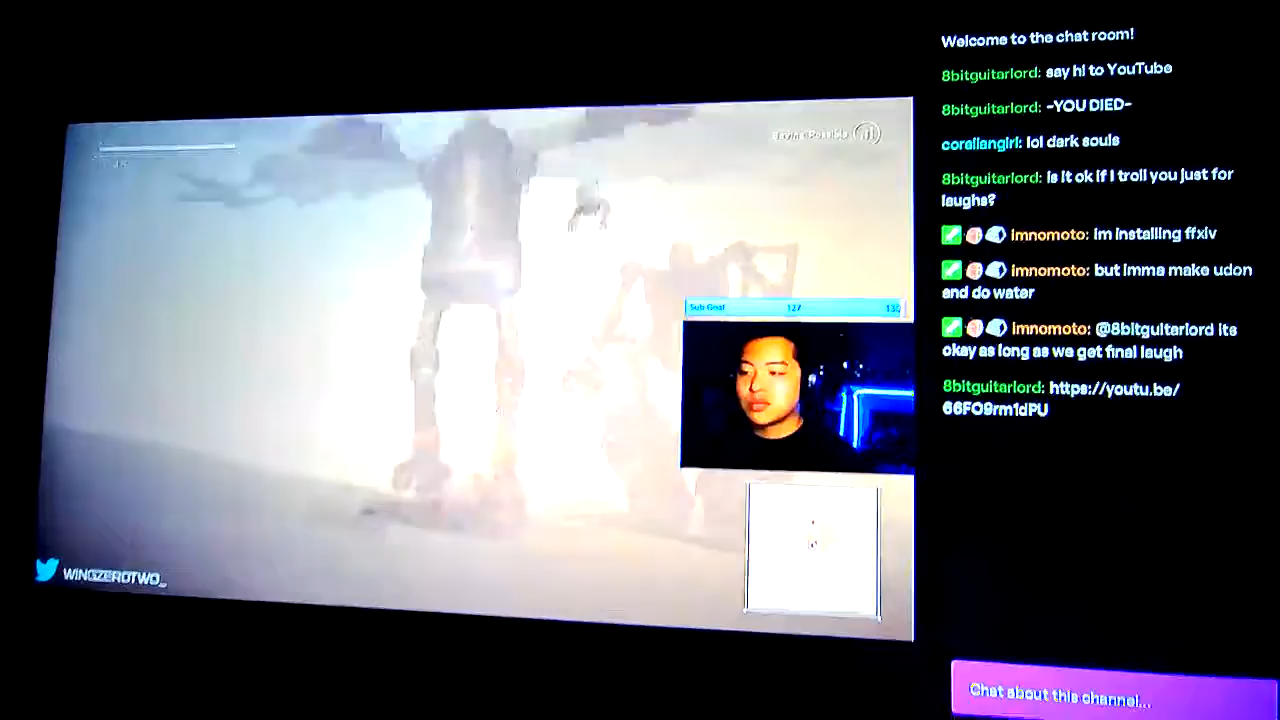 Saving Possible
Sub Goal 127 130
WINGZEROTWO_
Welcome to the chat room!
8bitguitarlord: say hi to YouTube
8bitguitarlord: -YOU DIED-
corallangirl: lol dark souls
8bitguitarlord: is it ok if I troll you just for
laughs?
imnomoto: im installing ffxiv
imnomoto: but imma make udon
and do water
imnomoto: @8bitguitarlord its
okay as long as we get final laugh
8bitguitarlord: https://youtu.be/
66FO9rm1dPU
Chat about this channel...